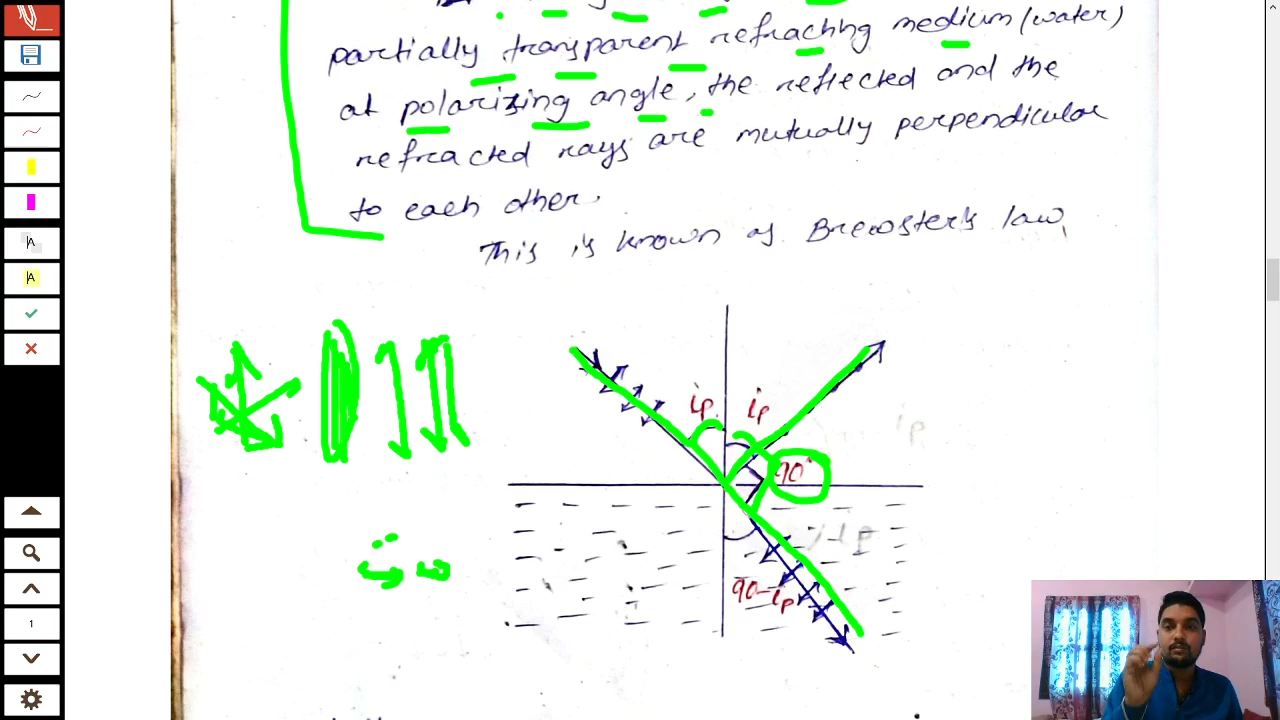 partially transparent refracting medium (water)
at polarizing angle, the reflected and the
refracted rays are mutually perpendicular
to each other.
This is known as Brewster's law
ip ip
90°
90-ip
A
A
1